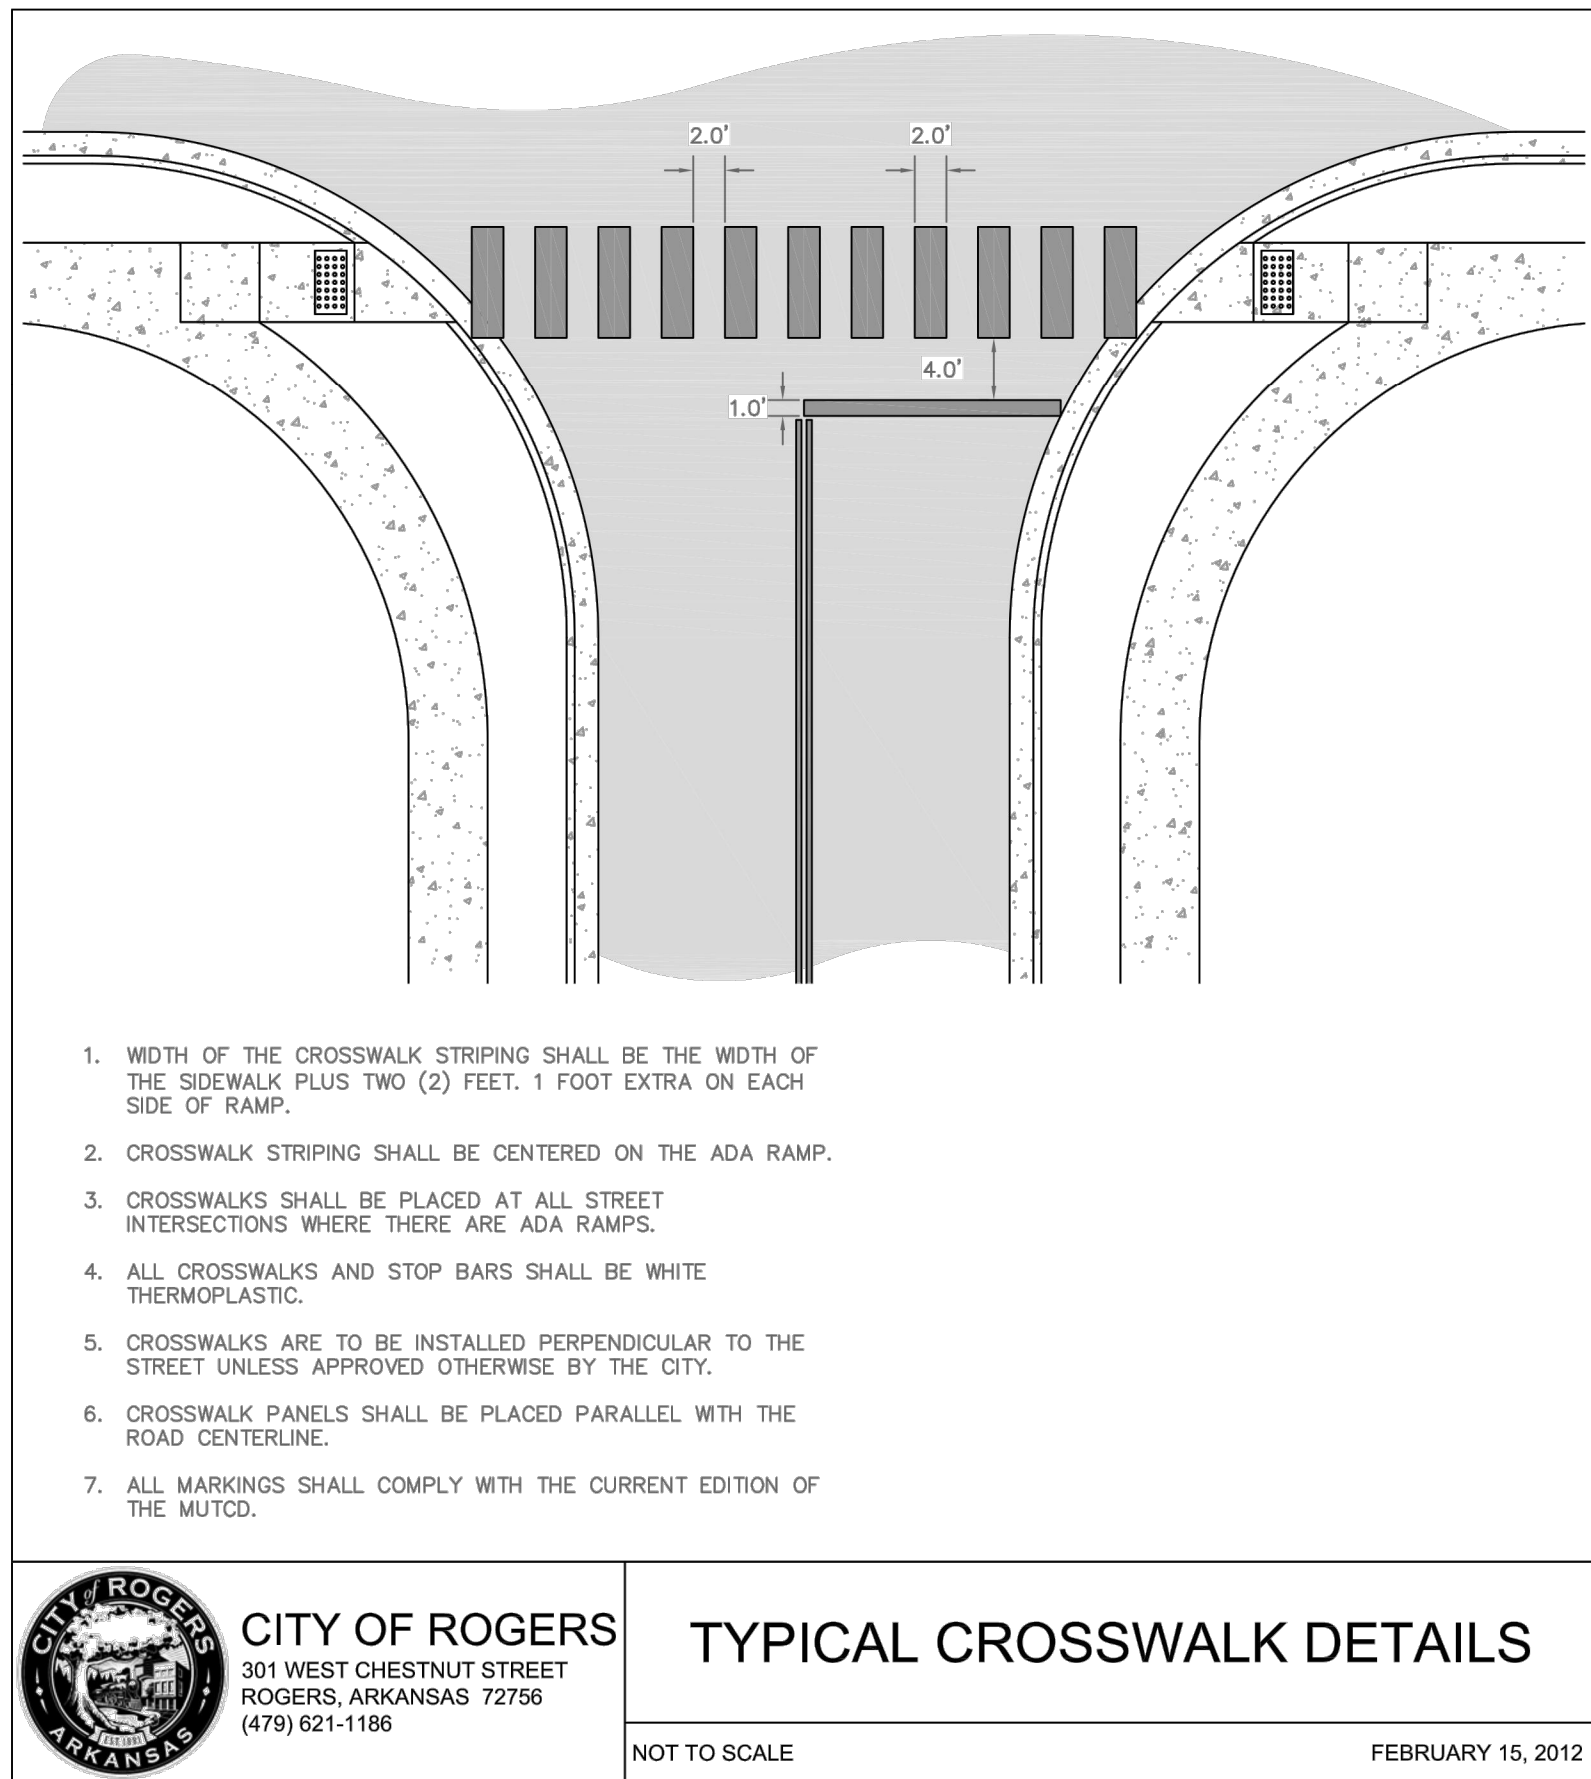 2.0'
2.0'
4.0'
1.0'
1. WIDTH OF THE CROSSWALK STRIPING SHALL BE THE WIDTH OF
THE SIDEWALK PLUS TWO (2) FEET. 1 FOOT EXTRA ON EACH
SIDE OF RAMP.
2. CROSSWALK STRIPING SHALL BE CENTERED ON THE ADA RAMP.
3. CROSSWALKS SHALL BE PLACED AT ALL STREET
INTERSECTIONS WHERE THERE ARE ADA RAMPS.
4. ALL CROSSWALKS AND STOP BARS SHALL BE WHITE
THERMOPLASTIC.
5. CROSSWALKS ARE TO BE INSTALLED PERPENDICULAR TO THE
STREET UNLESS APPROVED OTHERWISE BY THE CITY.
6. CROSSWALK PANELS SHALL BE PLACED PARALLEL WITH THE
ROAD CENTERLINE.
7. ALL MARKINGS SHALL COMPLY WITH THE CURRENT EDITION OF
THE MUTCD.
CITY of ROGERS
EST. 1881
ARKANSAS
CITY OF ROGERS
301 WEST CHESTNUT STREET
ROGERS, ARKANSAS 72756
(479) 621-1186
TYPICAL CROSSWALK DETAILS
NOT TO SCALE
FEBRUARY 15, 2012